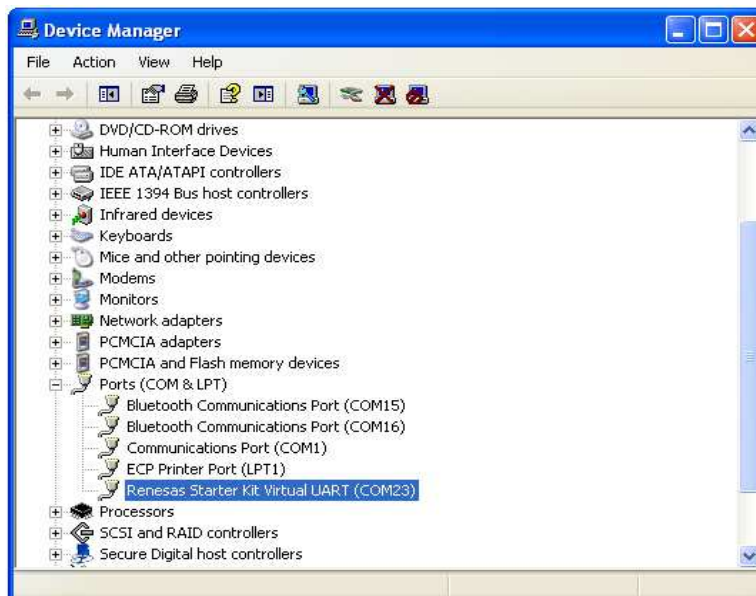 Device Manager
File Action View Help
DVD/CD-ROM drives
Human Interface Devices
IDE ATA/ATAPI controllers
IEEE 1394 Bus host controllers
Infrared devices
Keyboards
Mice and other pointing devices
Modems
Monitors
Network adapters
PCMCIA adapters
PCMCIA and Flash memory devices
Ports (COM & LPT)
Bluetooth Communications Port (COM15)
Bluetooth Communications Port (COM16)
Communications Port (COM1)
ECP Printer Port (LPT1)
Renesas Starter Kit Virtual UART (COM23)
Processors
SCSI and RAID controllers
Secure Digital host controllers